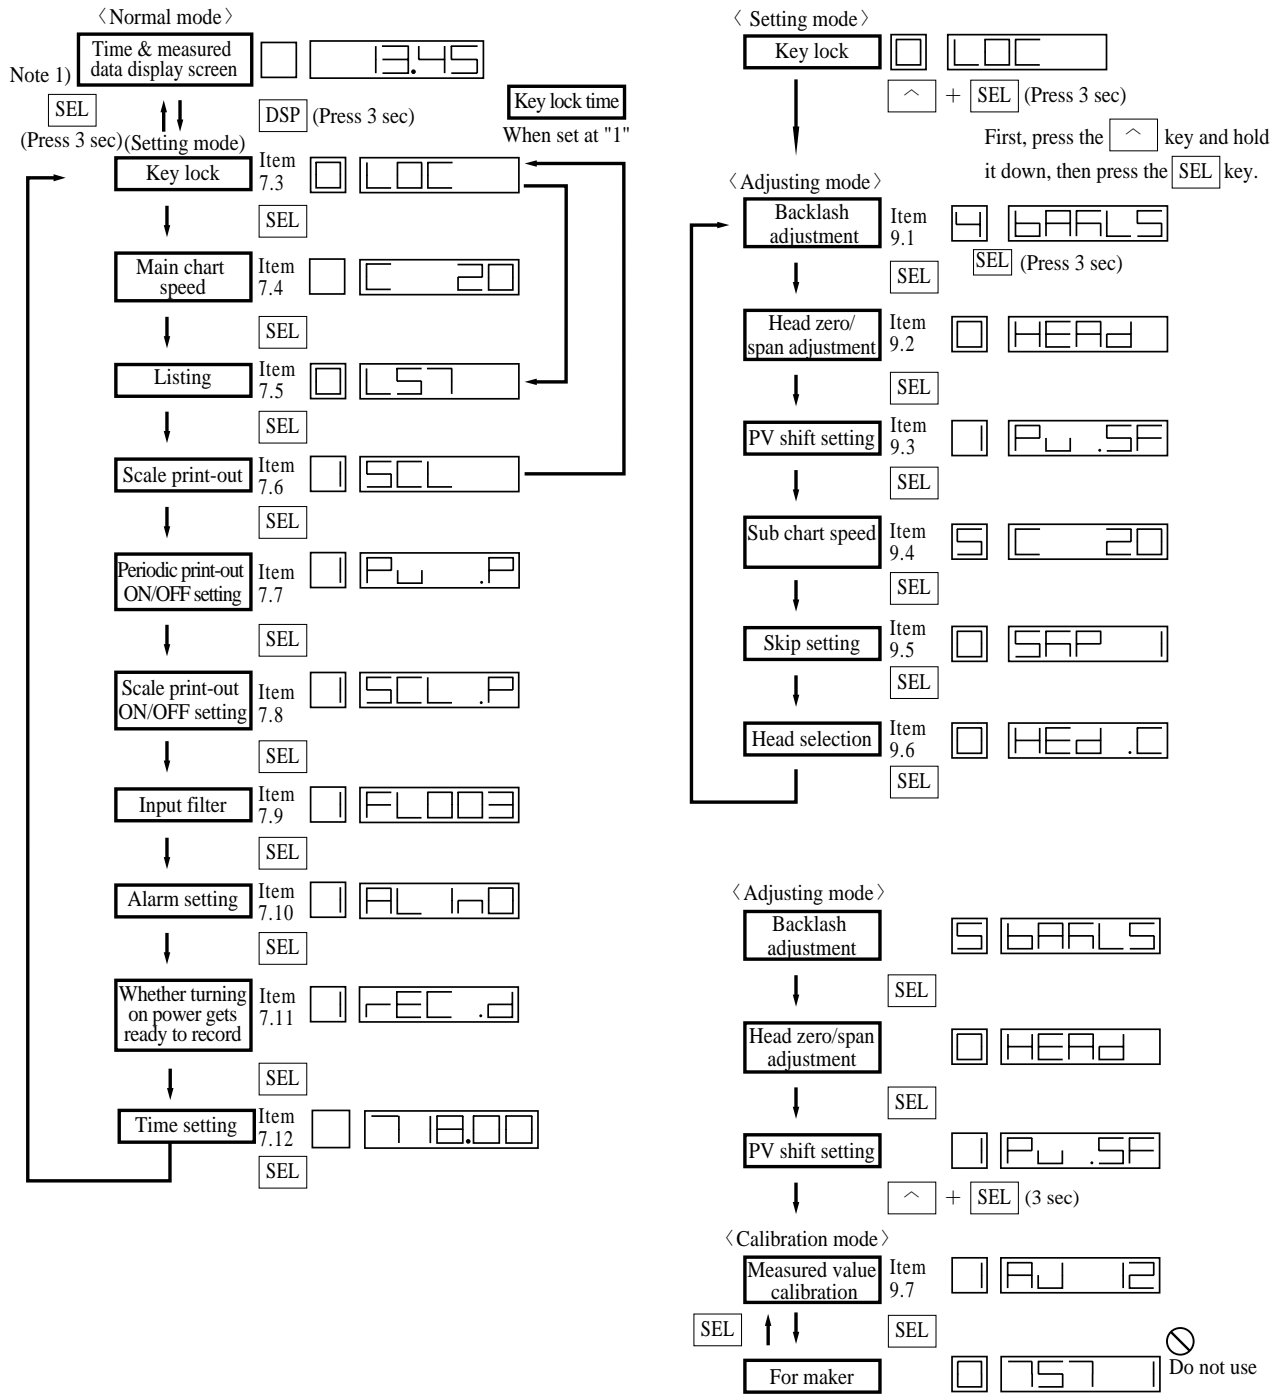 〈Normal mode〉
Time & measured
data display screen
13.45
Note 1)
SEL
(Press 3 sec)
DSP (Press 3 sec)
Key lock time
When set at "1"
(Setting mode)
Key lock
Item
7.3
0 LOC
SEL
Main chart
speed
Item
7.4
C 20
SEL
Listing
Item
7.5
0 LST
SEL
Scale print-out
Item
7.6
1 SCL
SEL
Periodic print-out
ON/OFF setting
Item
7.7
1 Pu .P
SEL
Scale print-out
ON/OFF setting
Item
7.8
1 SCL .P
SEL
Input filter
Item
7.9
1 FL003
SEL
Alarm setting
Item
7.10
1 AL 1n0
SEL
Whether turning
on power gets
ready to record
Item
7.11
1 rEC .d
SEL
Time setting
Item
7.12
7 18.00
SEL
〈 Setting mode〉
Key lock
0 LOC
^ + SEL (Press 3 sec)
First, press the ^ key and hold
it down, then press the SEL key.
〈Adjusting mode〉
Backlash
adjustment
Item
9.1
4 bAKLS
SEL (Press 3 sec)
SEL
Head zero/
span adjustment
Item
9.2
0 HEAd
SEL
PV shift setting
Item
9.3
1 Pu .SF
SEL
Sub chart speed
Item
9.4
S C 20
SEL
Skip setting
Item
9.5
0 SKP 1
SEL
Head selection
Item
9.6
0 HEd .C
SEL
〈Adjusting mode〉
Backlash
adjustment
5 bAKLS
SEL
Head zero/span
adjustment
0 HEAd
SEL
PV shift setting
1 Pu .SF
^ + SEL (3 sec)
〈Calibration mode〉
Measured value
calibration
Item
9.7
1 AJ 12
SEL
SEL
For maker
0 TST 1
Do not use